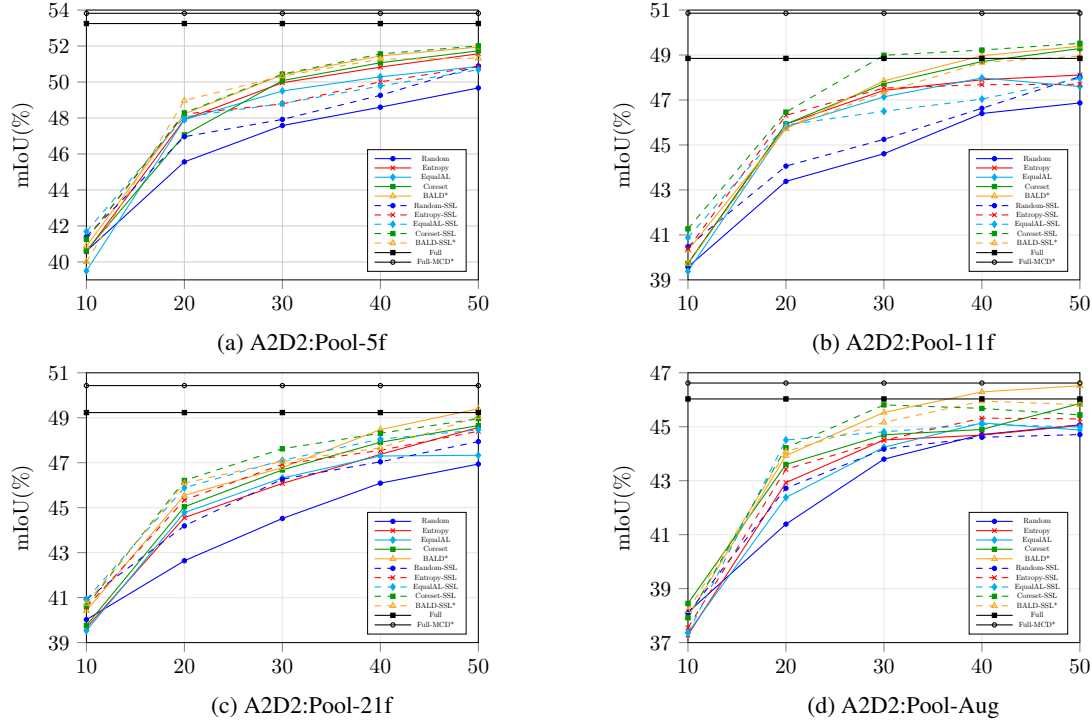 54
52
50
48
46
44
42
40
mIoU(%)
Random
Entropy
EqualAL
Coreset
BALD*
Random-SSL
Entropy-SSL
EqualAL-SSL
Coreset-SSL
BALD-SSL*
Full
Full-MCD*
10 20 30 40 50
(a) A2D2:Pool-5f
51
49
47
45
43
41
39
mIoU(%)
Random
Entropy
EqualAL
Coreset
BALD*
Random-SSL
Entropy-SSL
EqualAL-SSL
Coreset-SSL
BALD-SSL*
Full
Full-MCD*
10 20 30 40 50
(b) A2D2:Pool-11f
51
49
47
45
43
41
39
mIoU(%)
Random
Entropy
EqualAL
Coreset
BALD*
Random-SSL
Entropy-SSL
EqualAL-SSL
Coreset-SSL
BALD-SSL*
Full
Full-MCD*
10 20 30 40 50
(c) A2D2:Pool-21f
47
45
43
41
39
37
mIoU(%)
Random
Entropy
EqualAL
Coreset
BALD*
Random-SSL
Entropy-SSL
EqualAL-SSL
Coreset-SSL
BALD-SSL*
Full
Full-MCD*
10 20 30 40 50
(d) A2D2:Pool-Aug